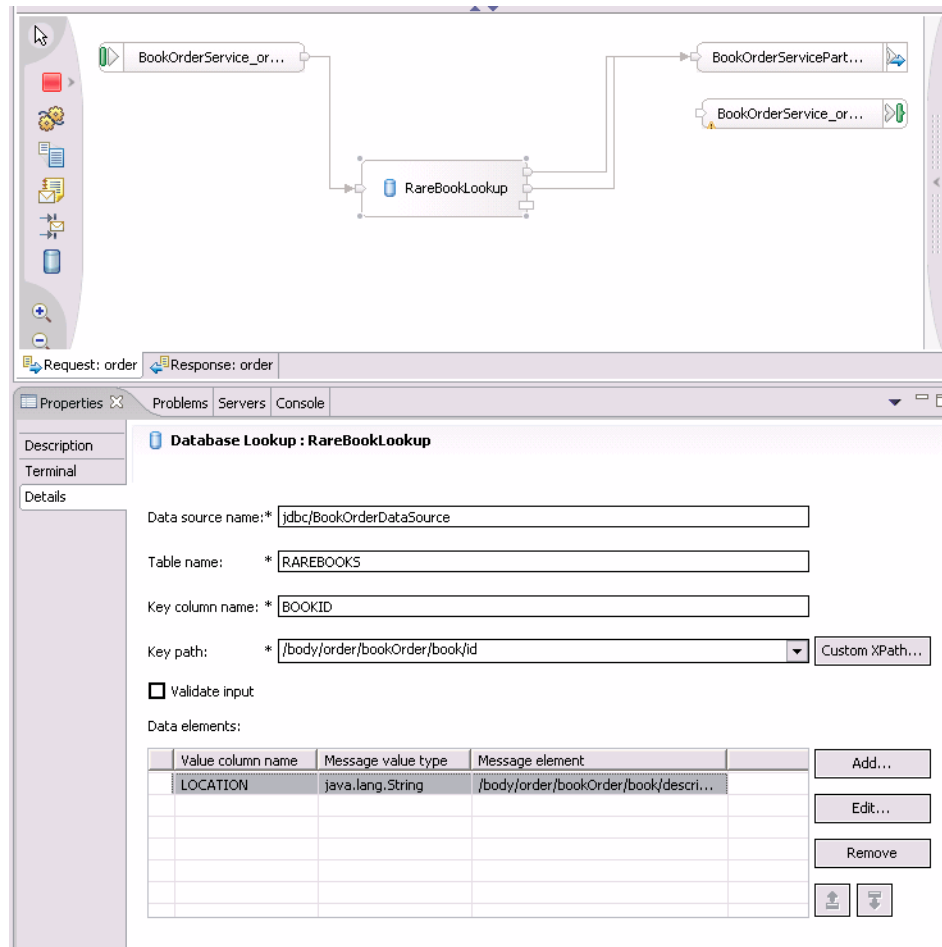 BookOrderService_or...
BookOrderServicePart...
BookOrderService_or...
RareBookLookup
Request: order
Response: order
Properties
Problems
Servers
Console
Description
Terminal
Details
Database Lookup : RareBookLookup
Data source name:* jdbc/BookOrderDataSource
Table name: * RAREBOOKS
Key column name: * BOOKID
Key path: * /body/order/bookOrder/book/id
Custom XPath...
Validate input
Data elements:
Value column name Message value type Message element
LOCATION java.lang.String /body/order/bookOrder/book/descri...
Add...
Edit...
Remove